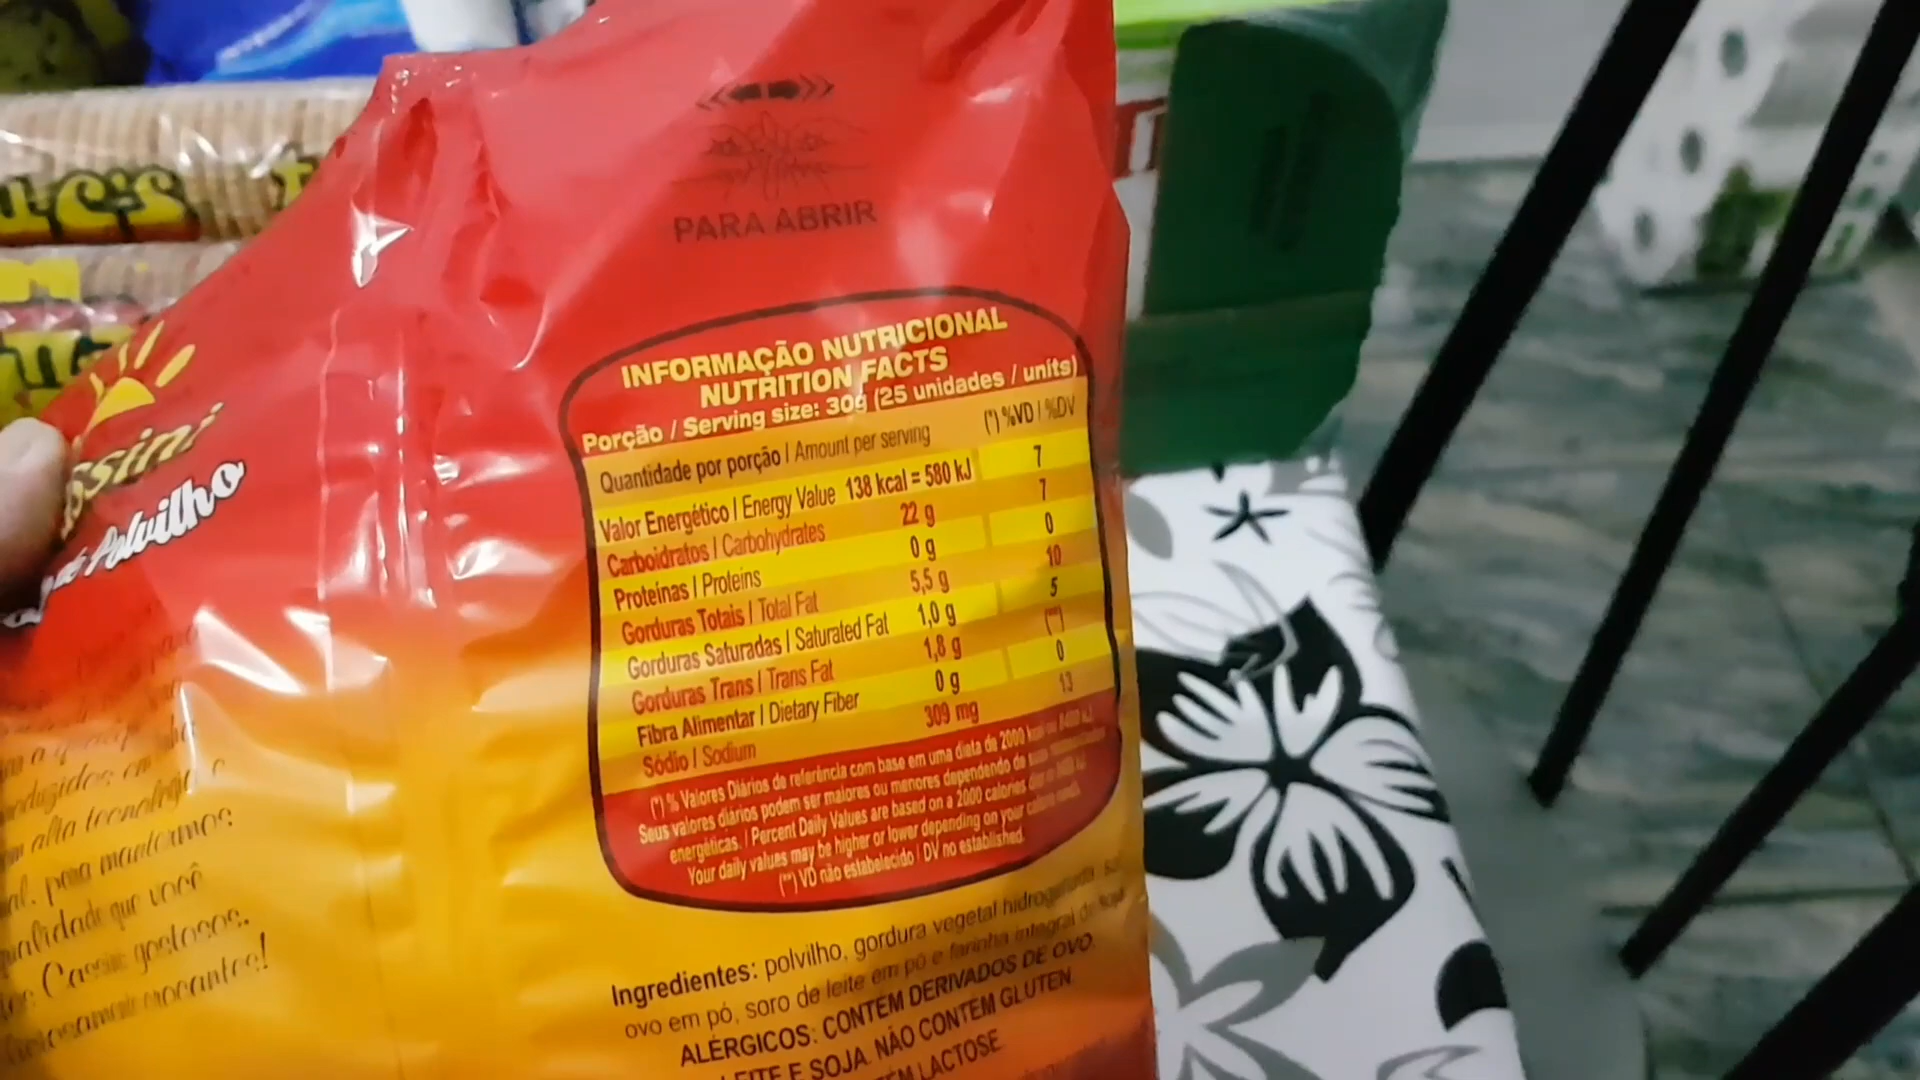 PARA ABRIR
INFORMAÇÃO NUTRICIONAL
NUTRITION FACTS
Porção / Serving size: 30g (25 unidades / units)
Quantidade por porção | Amount per serving (*) %VD | %DV
Valor Energético | Energy Value 138 kcal = 580 kJ 7
Carboidratos | Carbohydrates 22 g 7
Proteínas | Proteins 0 g 0
Gorduras Totais | Total Fat 5,5 g 10
Gorduras Saturadas | Saturated Fat 1,0 g 5
Gorduras Trans | Trans Fat 1,8 g (**)
Fibra Alimentar | Dietary Fiber 0 g 0
Sódio | Sodium 309 mg 13
(*) % Valores Diários de referência com base em uma dieta de 2000
Seus valores diários podem ser maiores ou menores dependendo de
energéticas. | Percent Daily Values are based on a 2000 calories
Your daily values may be higher or lower depending on your
(**) VD não estabelecido | DV no established.
Ingredientes: polvilho, gordura vegetal hidrogenada,
ovo em pó, soro de leite em pó e farinha integral de soja
ALÉRGICOS: CONTÉM DERIVADOS DE OVO,
LEITE E SOJA. NÃO CONTÉM GLUTEN
LACTOSE
ssini
Polvilho
alta tecnologia
para mantermos
qualidade que você
Cassini gostosos,
crocantes!